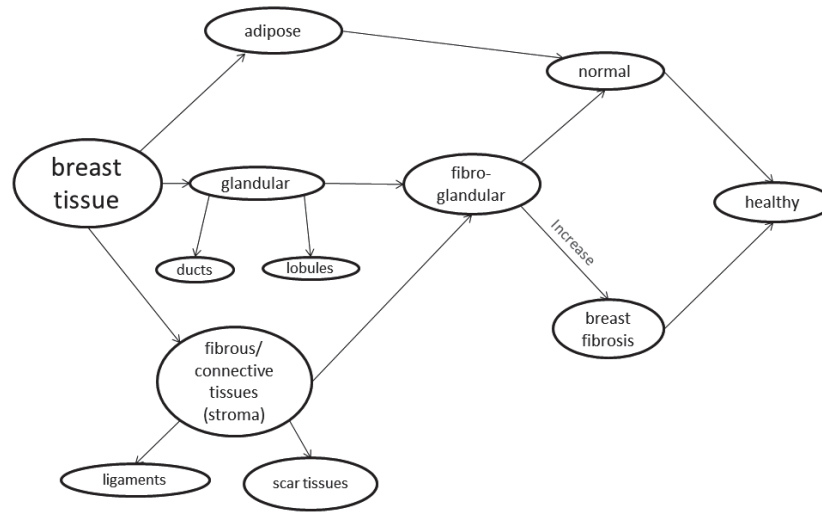 adipose
normal
breast
tissue
glandular
fibro-
glandular
healthy
Increase
ducts
lobules
breast
fibrosis
fibrous/
connective
tissues
(stroma)
ligaments
scar tissues